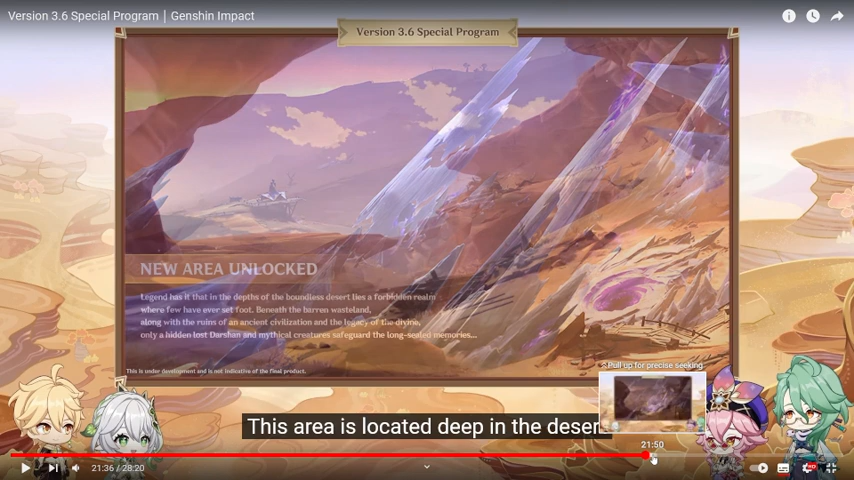 Version 3.6 Special Program | Genshin Impact
Version 3.6 Special Program
NEW AREA UNLOCKED
Legend has it that in the depths of the boundless desert lies a forbidden realm
where few have ever set foot. Beneath the barren wasteland,
along with the ruins of an ancient civilization and the legacy of the divine,
only a hidden lost Darshan and mythical creatures safeguard the long-sealed memories...
This is under development and is not indicative of the final product.
Pull up for precise seeking
This area is located deep in the deser
21:50
21:36 / 28:20